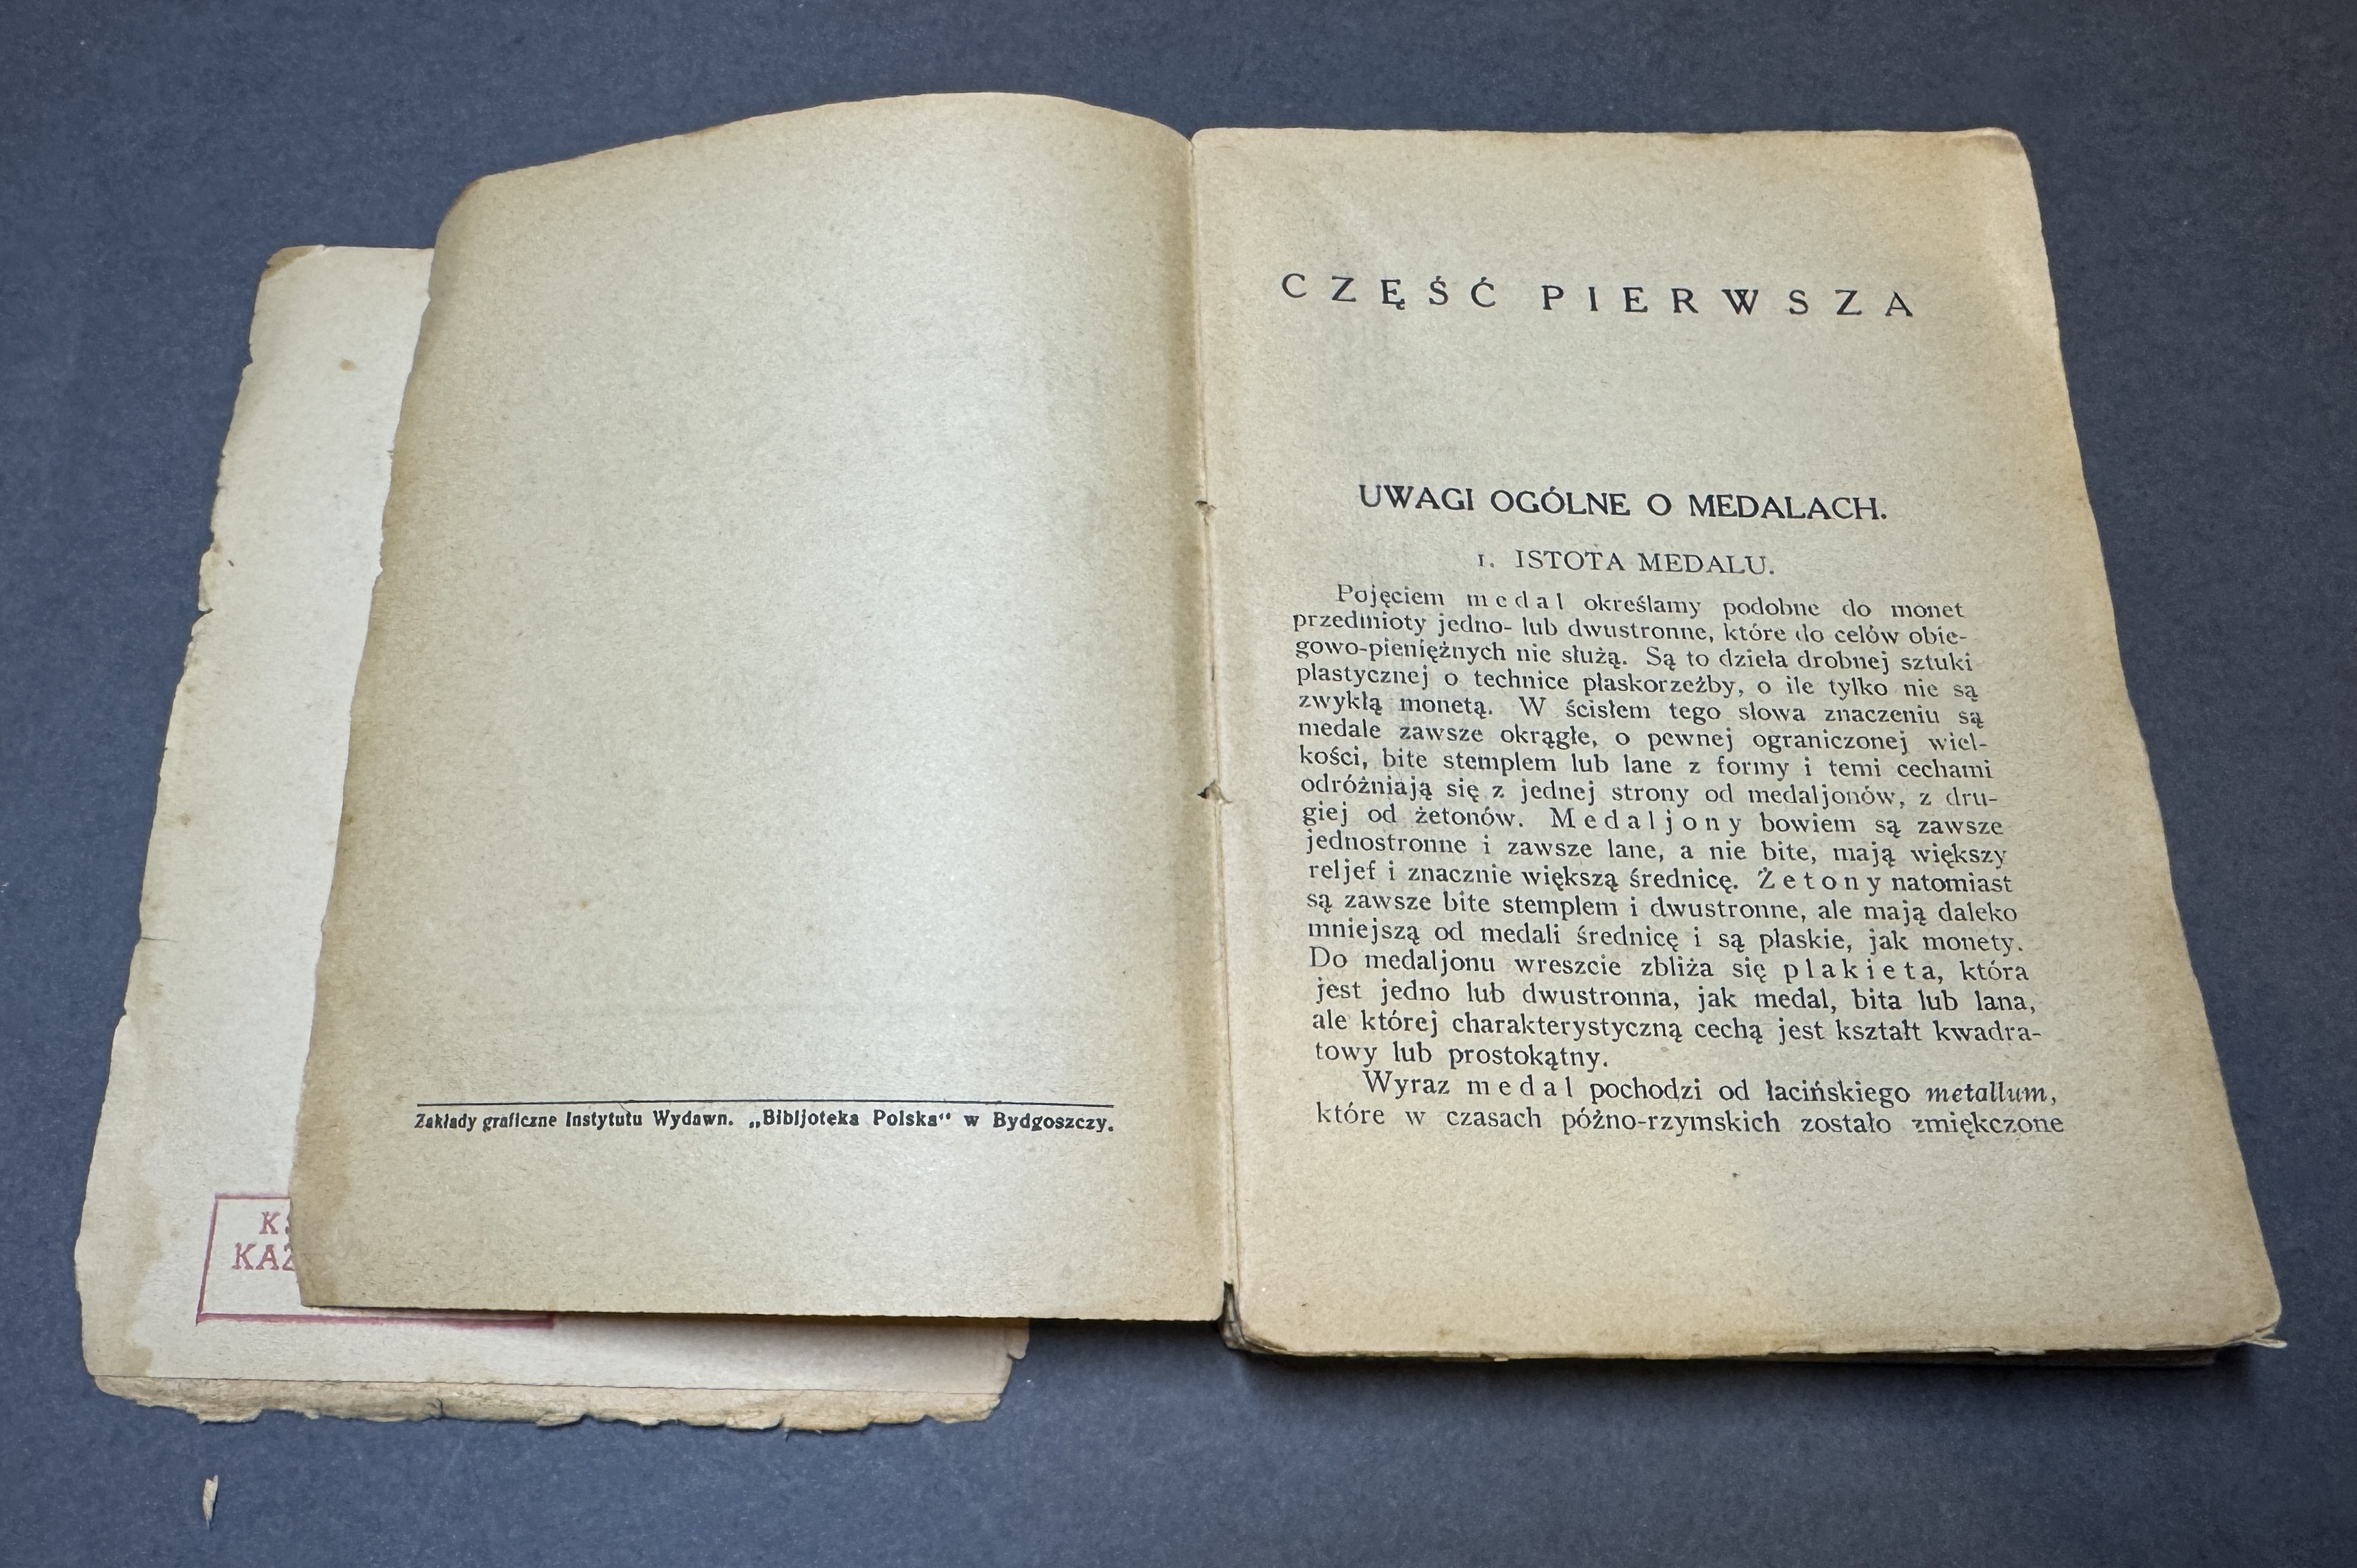 Zakłady graficzne Instytutu Wydawn. „Bibljoteka Polska“ w Bydgoszczy.
CZĘŚĆ PIERWSZA
UWAGI OGÓLNE O MEDALACH.
1. ISTOTA MEDALU.
Pojęciem medal określamy podobne do monet
przedmioty jedno- lub dwustronne, które do celów obie-
gowo-pieniężnych nie służą. Są to dzieła drobnej sztuki
plastycznej o technice płaskorzeźby, o ile tylko nie są
zwykłą monetą. W ścisłem tego słowa znaczeniu są
medale zawsze okrągłe, o pewnej ograniczonej wiel-
kości, bite stemplem lub lane z formy i temi cechami
odróżniają się z jednej strony od medaljonów, z dru-
giej od żetonów. Medaljony bowiem są zawsze
jednostronne i zawsze lane, a nie bite, mają większy
reljef i znacznie większą średnicę. Żetony natomiast
są zawsze bite stemplem i dwustronne, ale mają daleko
mniejszą od medali średnicę i są płaskie, jak monety.
Do medaljonu wreszcie zbliża się plakieta, która
jest jedno lub dwustronna, jak medal, bita lub lana,
ale której charakterystyczną cechą jest kształt kwadra-
towy lub prostokątny.
Wyraz medal pochodzi od łacińskiego metallum,
które w czasach późno-rzymskich zostało zmiękczone